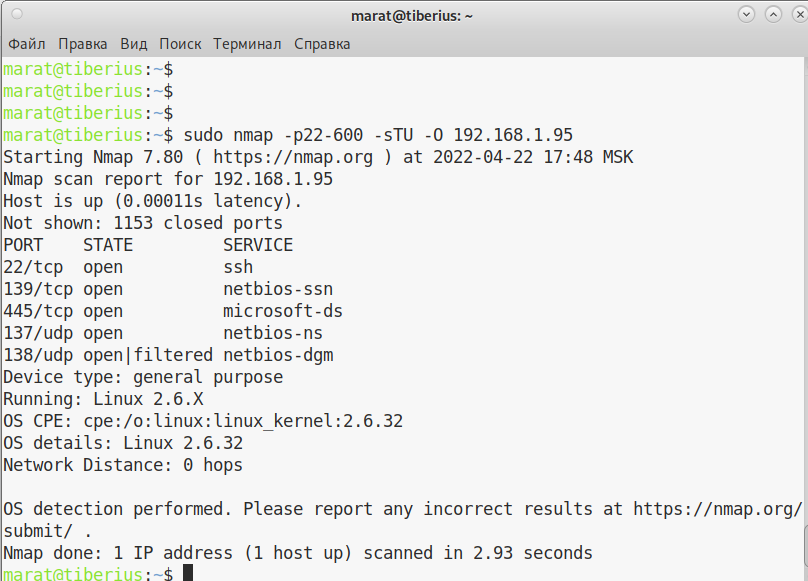 marat@tiberius: ~
Файл Правка Вид Поиск Терминал Справка
marat@tiberius:~$
marat@tiberius:~$
marat@tiberius:~$
marat@tiberius:~$ sudo nmap -p22-600 -sTU -O 192.168.1.95
Starting Nmap 7.80 ( https://nmap.org ) at 2022-04-22 17:48 MSK
Nmap scan report for 192.168.1.95
Host is up (0.00011s latency).
Not shown: 1153 closed ports
PORT    STATE         SERVICE
22/tcp  open          ssh
139/tcp open          netbios-ssn
445/tcp open          microsoft-ds
137/udp open          netbios-ns
138/udp open|filtered netbios-dgm
Device type: general purpose
Running: Linux 2.6.X
OS CPE: cpe:/o:linux:linux_kernel:2.6.32
OS details: Linux 2.6.32
Network Distance: 0 hops

OS detection performed. Please report any incorrect results at https://nmap.org/
submit/ .
Nmap done: 1 IP address (1 host up) scanned in 2.93 seconds
marat@tiberius:~$